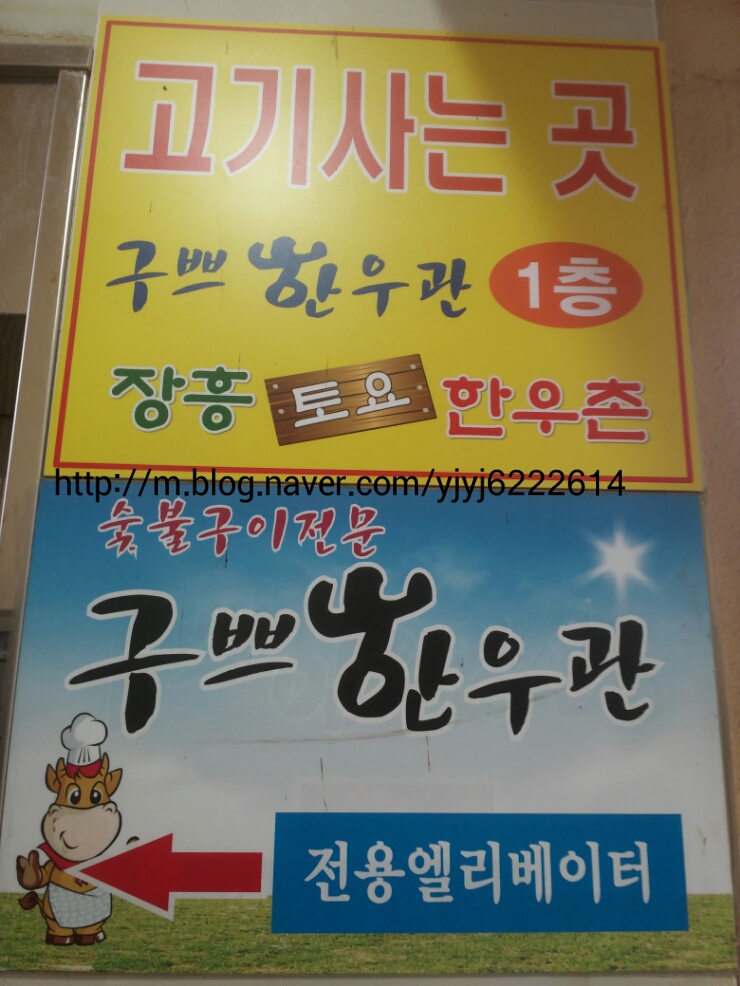 고기사는 곳
구쁘한우관 1층
장흥 토요 한우촌
http://m.blog.naver.com/yjyj6222614
숯불구이전문
구쁘한우관
전용엘리베이터